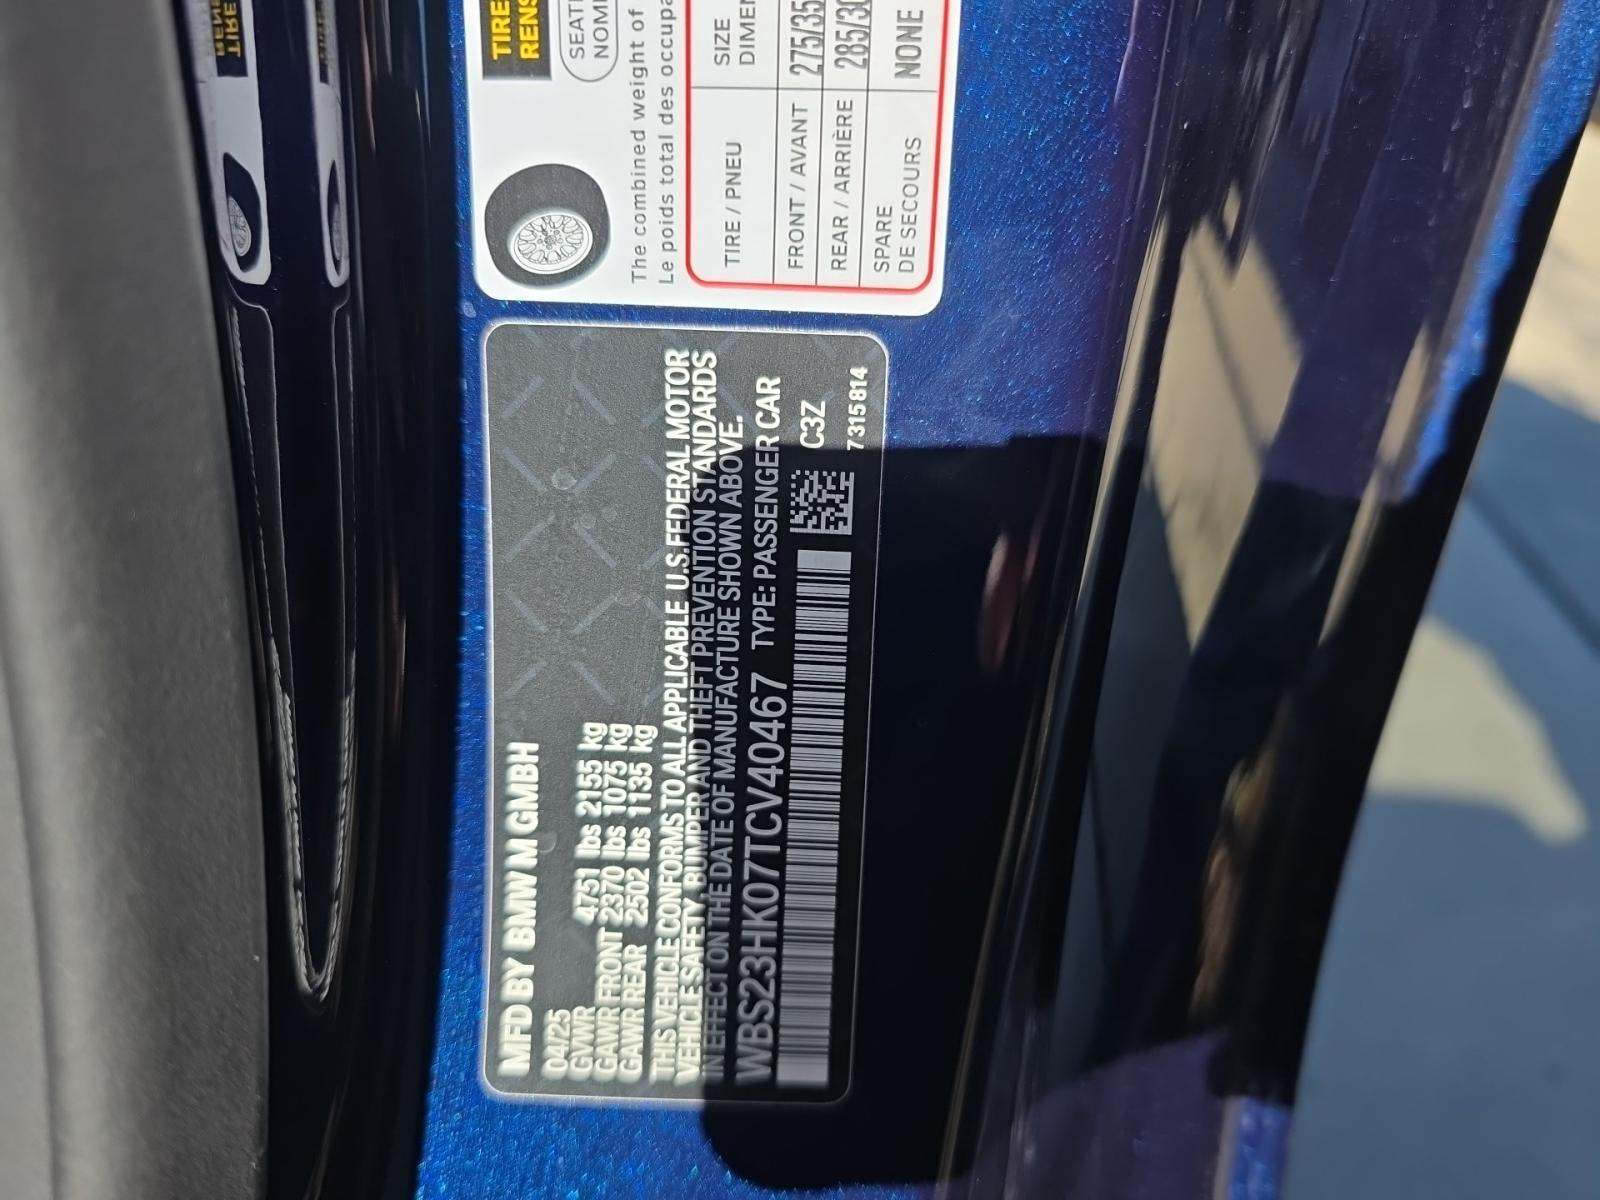 MFD BY BMW M GMBH
04/25
GVWR 4751 lbs 2155 kg
GAWR FRONT 2370 lbs 1075 kg
GAWR REAR 2502 lbs 1135 kg
THIS VEHICLE CONFORMS TO ALL APPLICABLE U.S.FEDERAL MOTOR
VEHICLE SAFETY, BUMPER AND THEFT PREVENTION STANDARDS
IN EFFECT ON THE DATE OF MANUFACTURE SHOWN ABOVE.
WBS23HK07TCV40467 TYPE: PASSENGER CAR
C3Z
7315814
TIRE
RENS
SEATI
NOMB
The combined weight of
Le poids total des occupa
TIRE / PNEU
SIZE
DIMEN
FRONT / AVANT 275/35
REAR / ARRIÈRE 285/30
SPARE
DE SECOURS
NONE